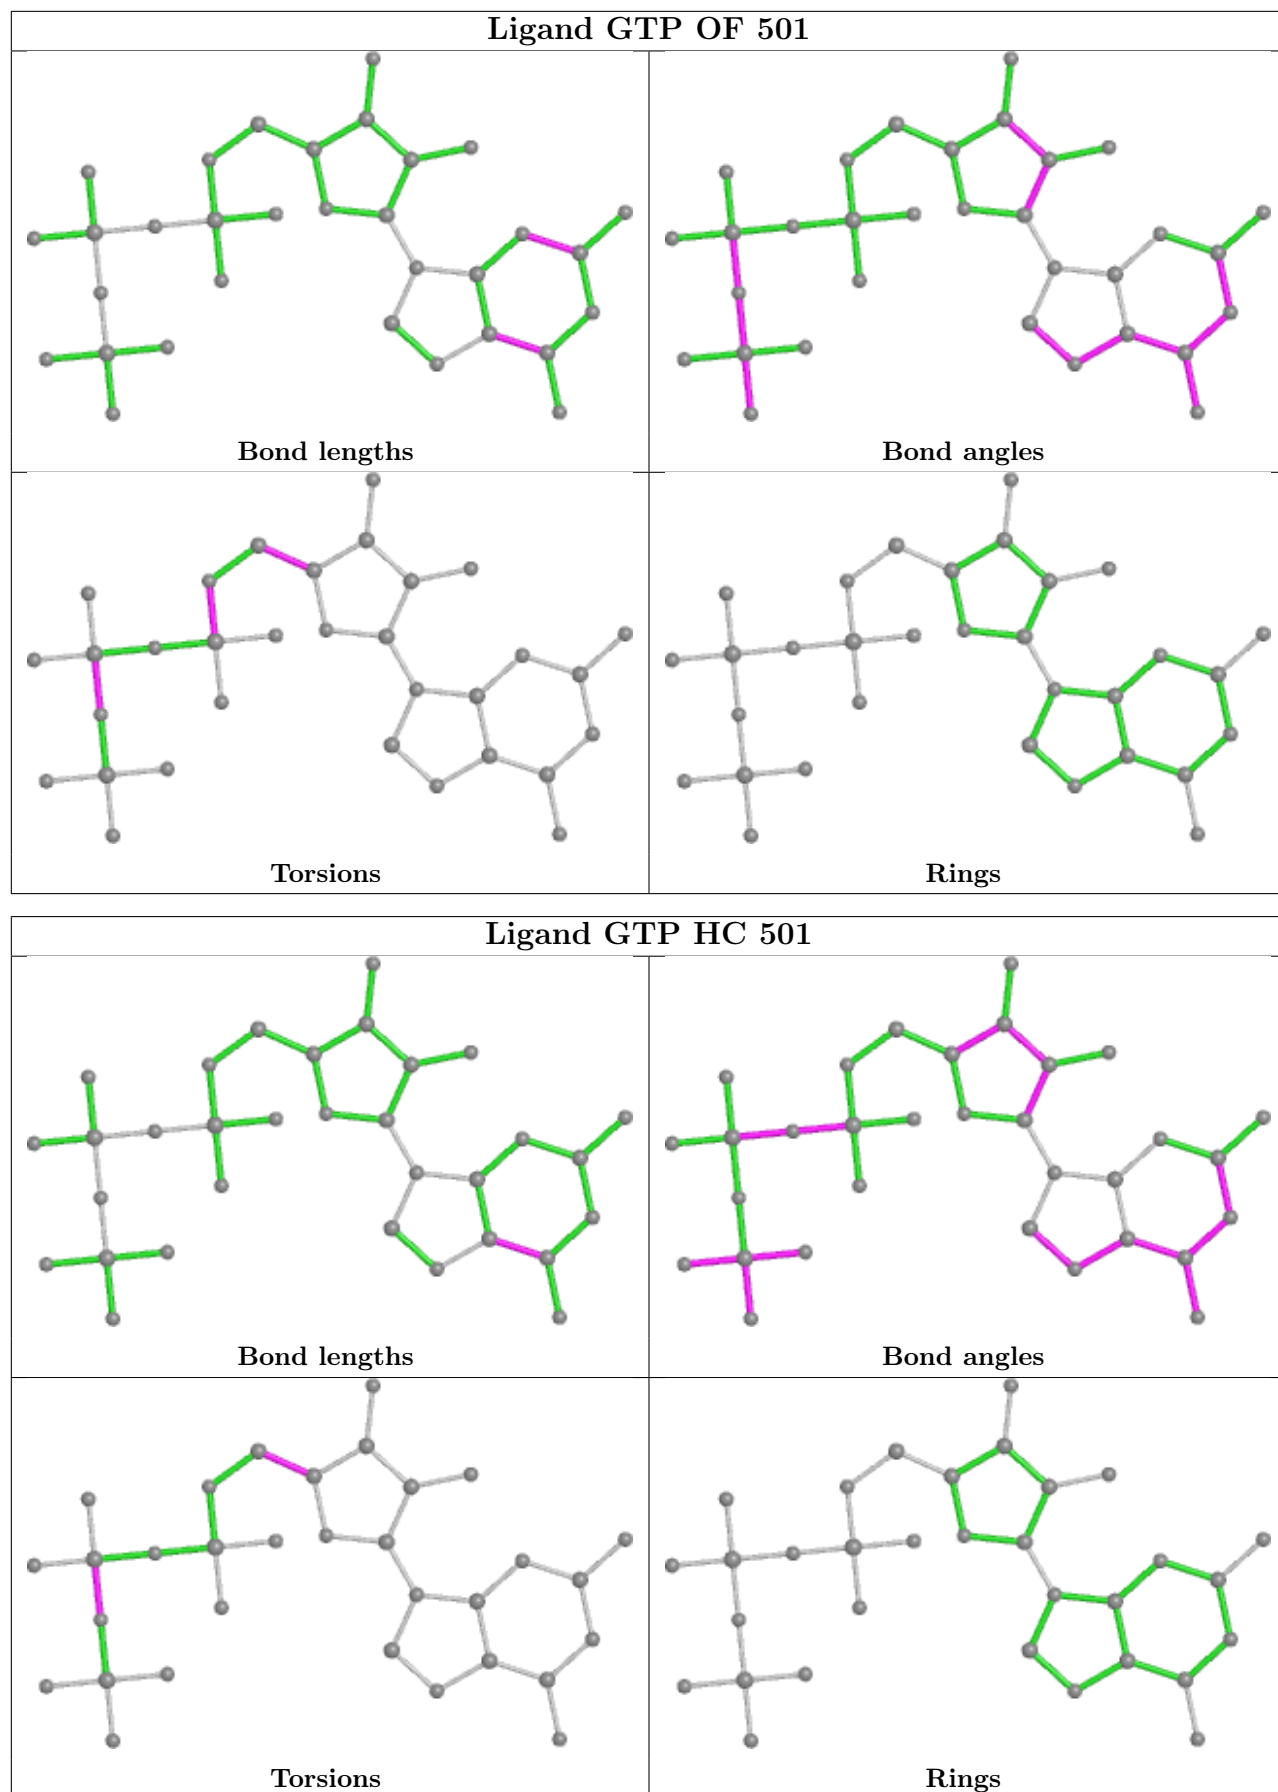 Ligand GTP OF 501
Bond lengths
Bond angles
Torsions
Rings
Ligand GTP HC 501
Bond lengths
Bond angles
Torsions
Rings